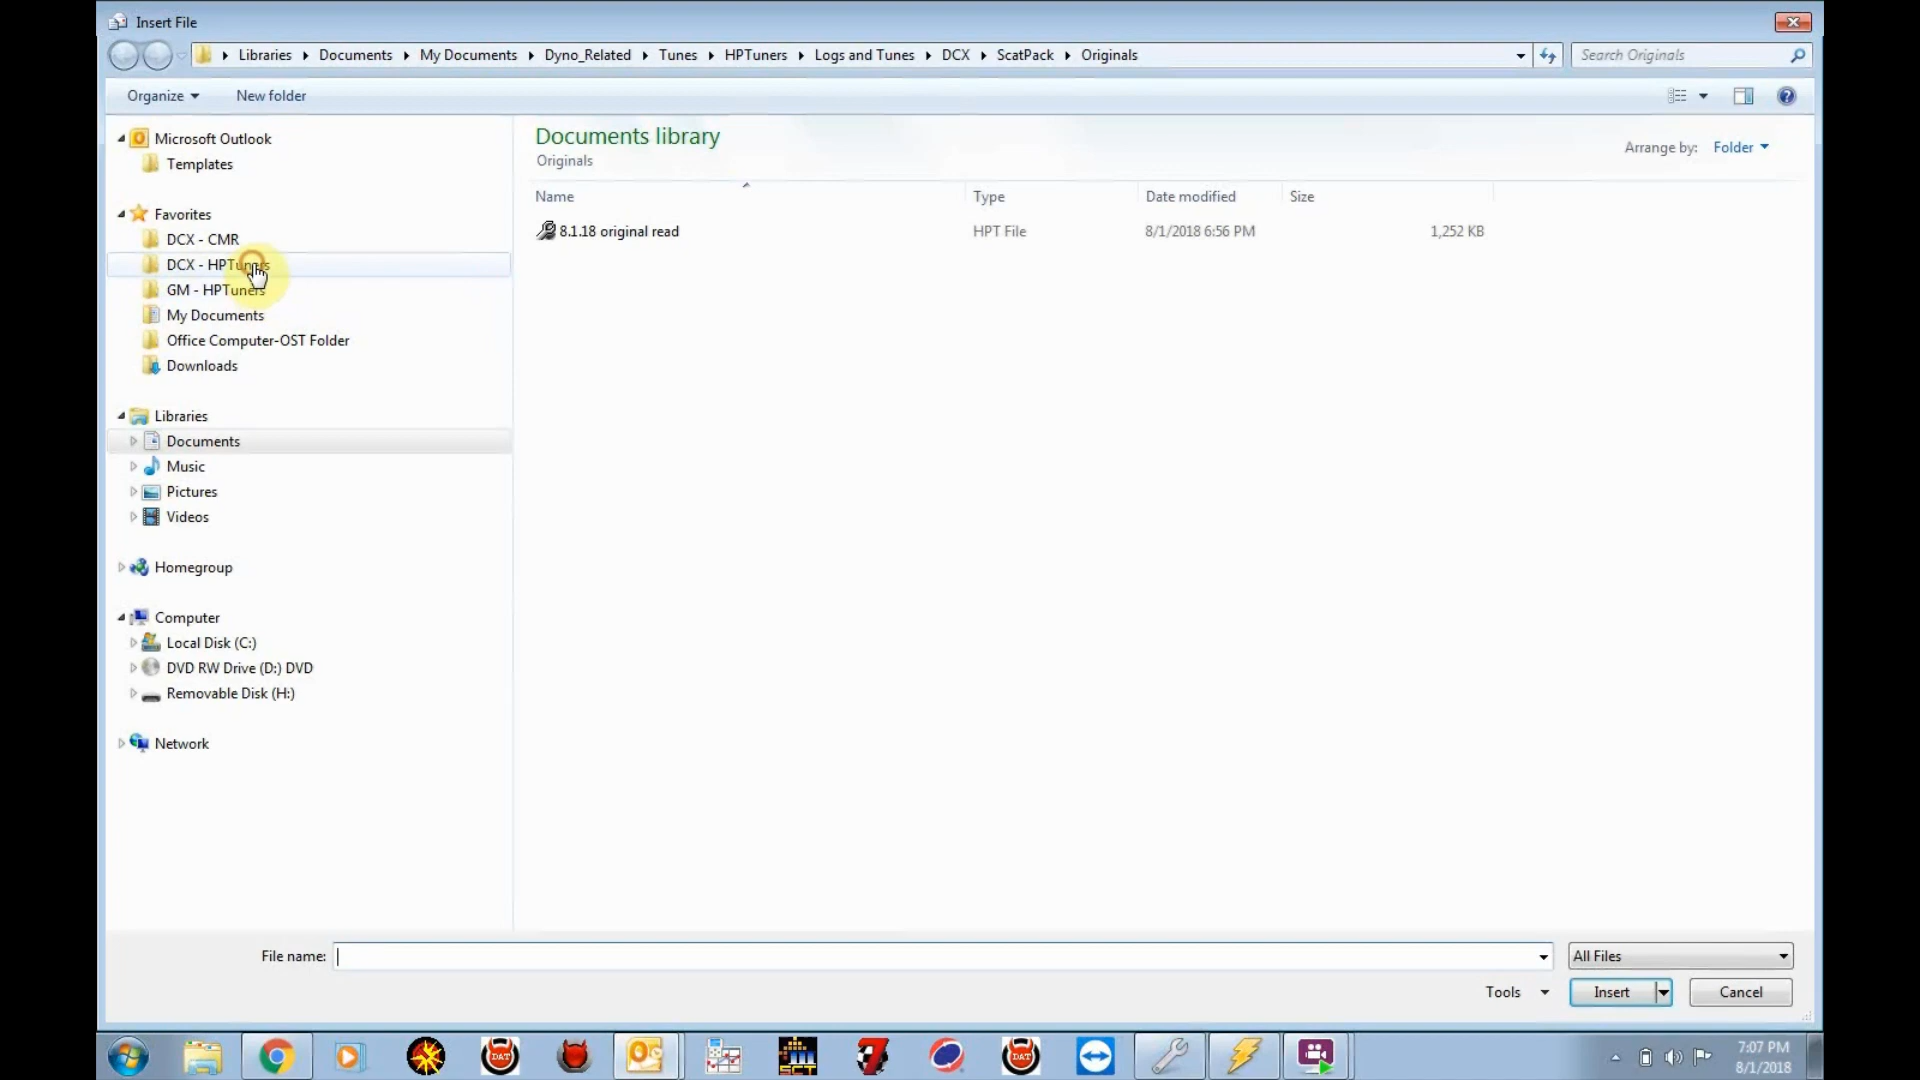 Insert File
Libraries Documents My Documents Dyno_Related Tunes HPTuners Logs and Tunes DCX ScatPack Originals
Search Originals
Organize New folder
Microsoft Outlook
Templates
Favorites
DCX - CMR
DCX - HPTuners
GM - HPTuners
My Documents
Office Computer-OST Folder
Downloads
Libraries
Documents
Music
Pictures
Videos
Homegroup
Computer
Local Disk (C:)
DVD RW Drive (D:) DVD
Removable Disk (H:)
Network
Documents library
Originals
Arrange by: Folder
Name Type Date modified Size
8.1.18 original read HPT File 8/1/2018 6:56 PM 1,252 KB
File name:
All Files
Tools Insert Cancel
DAT SCT 7 DAT
7:07 PM
8/1/2018